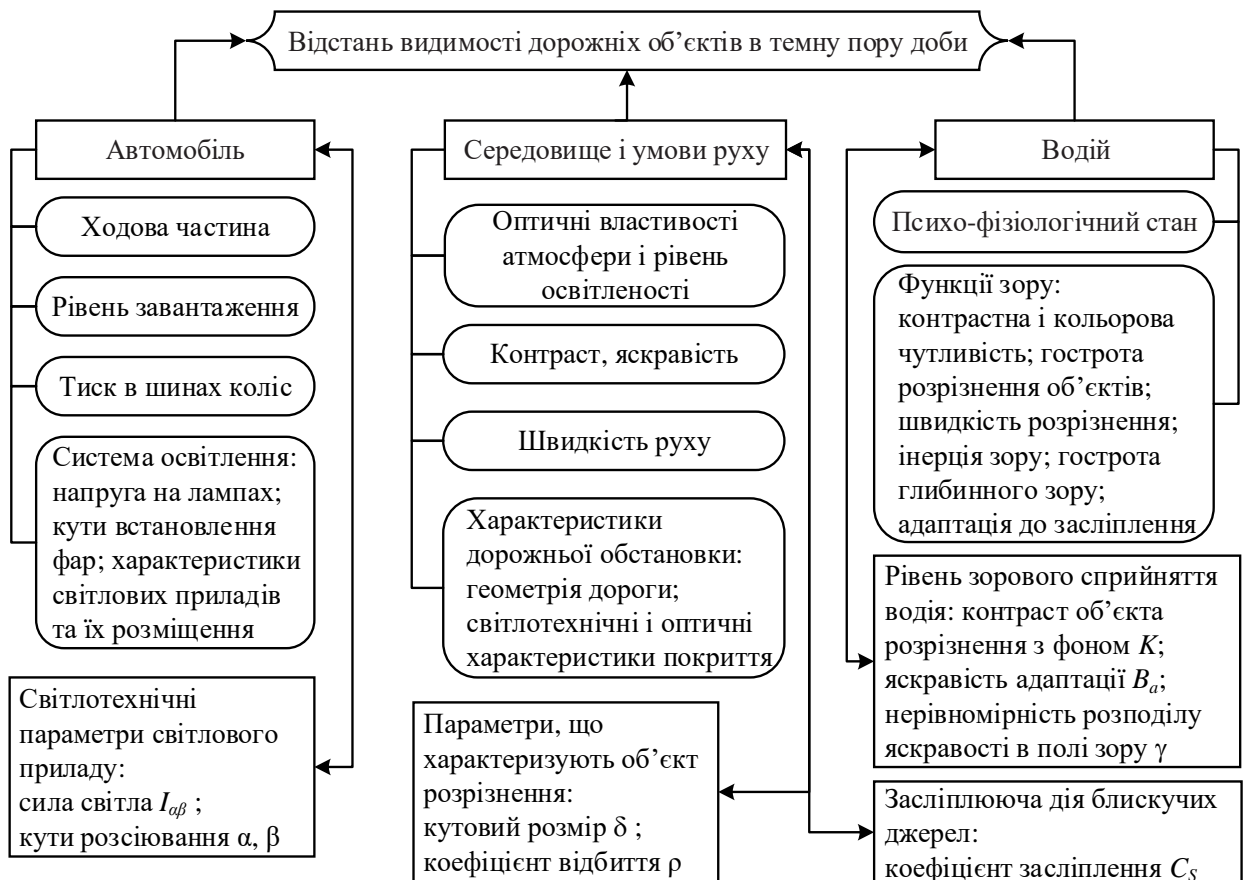 Відстань видимості дорожніх об’єктів в темну пору доби
Автомобіль
Ходова частина
Рівень завантаження
Тиск в шинах коліс
Система освітлення:
напруга на лампах;
кути встановлення
фар; характеристики
світлових приладів
та їх розміщення
Світлотехнічні
параметри світлового
приладу:
сила світла Iαβ ;
кути розсіювання α, β
Середовище і умови руху
Оптичні властивості
атмосфери і рівень
освітленості
Контраст, яскравість
Швидкість руху
Характеристики
дорожньої обстановки:
геометрія дороги;
світлотехнічні і оптичні
характеристики покриття
Параметри, що
характеризують об’єкт
розрізнення:
кутовий розмір δ ;
коефіцієнт відбиття ρ
Водій
Психо-фізіологічний стан
Функції зору:
контрастна і кольорова
чутливість; гострота
розрізнення об’єктів;
швидкість розрізнення;
інерція зору; гострота
глибинного зору;
адаптація до засліплення
Рівень зорового сприйняття
водія: контраст об’єкта
розрізнення з фоном K;
яскравість адаптації Ba;
нерівномірність розподілу
яскравості в полі зору γ
Засліплююча дія блискучих
джерел:
коефіцієнт засліплення CS